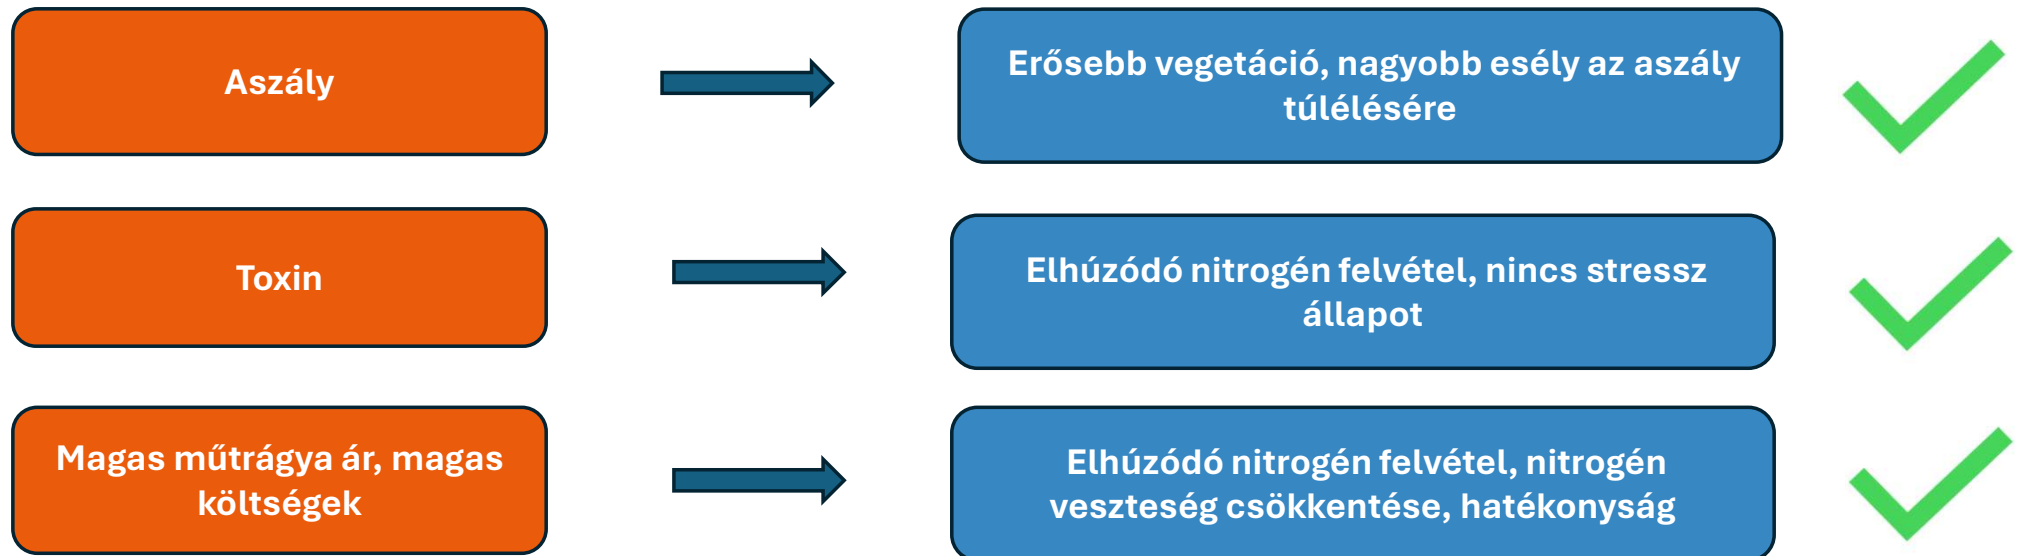 Aszály
Erősebb vegetáció, nagyobb esély az aszály
túlélésére
Toxin
Elhúzódó nitrogén felvétel, nincs stressz
állapot
Magas műtrágya ár, magas
költségek
Elhúzódó nitrogén felvétel, nitrogén
veszteség csökkentése, hatékonyság